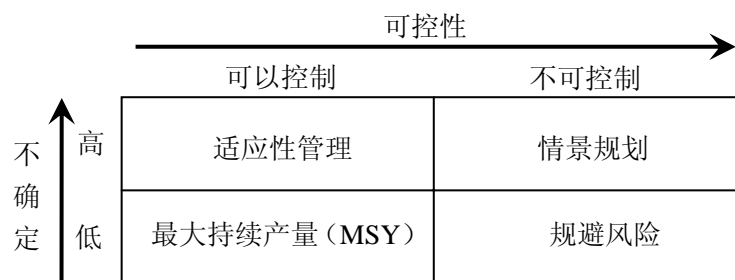 可控性
可以控制 不可控制
不确定
高 适应性管理 情景规划
低 最大持续产量（MSY） 规避风险